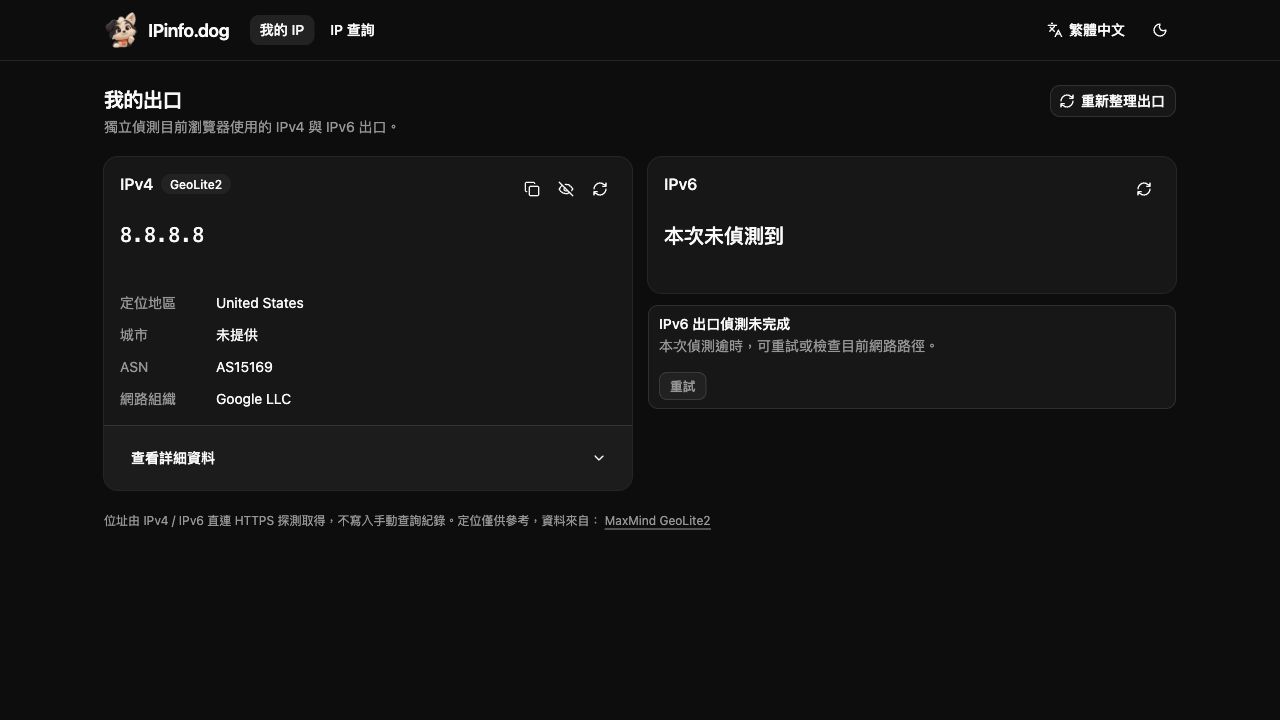 IPinfo.dog
我的 IP
IP 查詢
繁體中文
我的出口
重新整理出口
獨立偵測目前瀏覽器使用的 IPv4 與 IPv6 出口。
IPv4
GeoLite2
8.8.8.8
定位地區 United States
城市 未提供
ASN AS15169
網路組織 Google LLC
查看詳細資料
IPv6
本次未偵測到
IPv6 出口偵測未完成
本次偵測逾時，可重試或檢查目前網路路徑。
重試
位址由 IPv4 / IPv6 直連 HTTPS 探測取得，不寫入手動查詢紀錄。定位僅供參考，資料來自： MaxMind GeoLite2